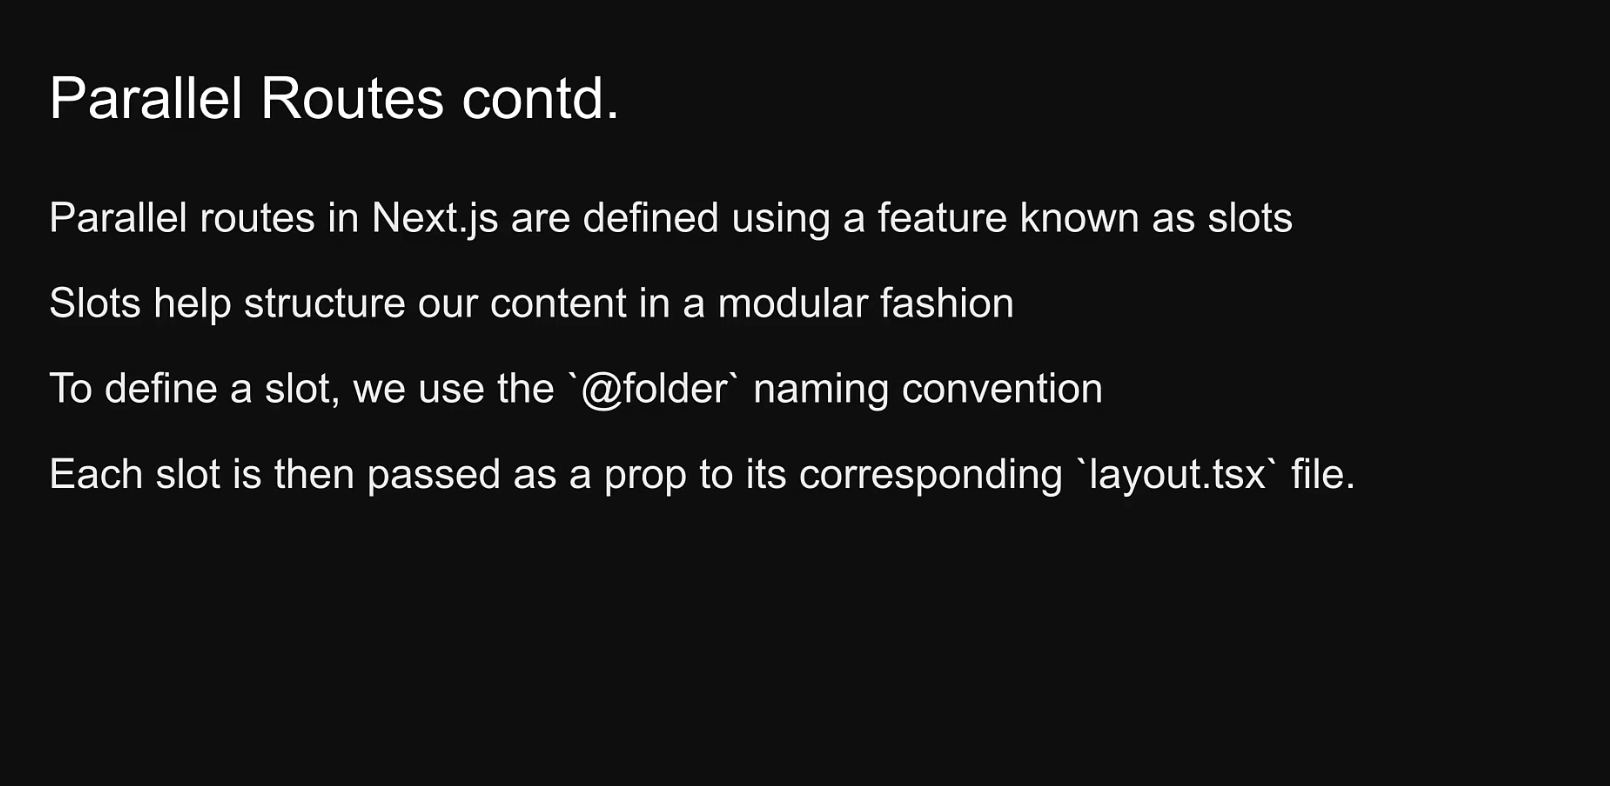 Parallel Routes contd.
Parallel routes in Next.js are defined using a feature known as slots
Slots help structure our content in a modular fashion
To define a slot, we use the `@folder` naming convention
Each slot is then passed as a prop to its corresponding `layout.tsx` file.